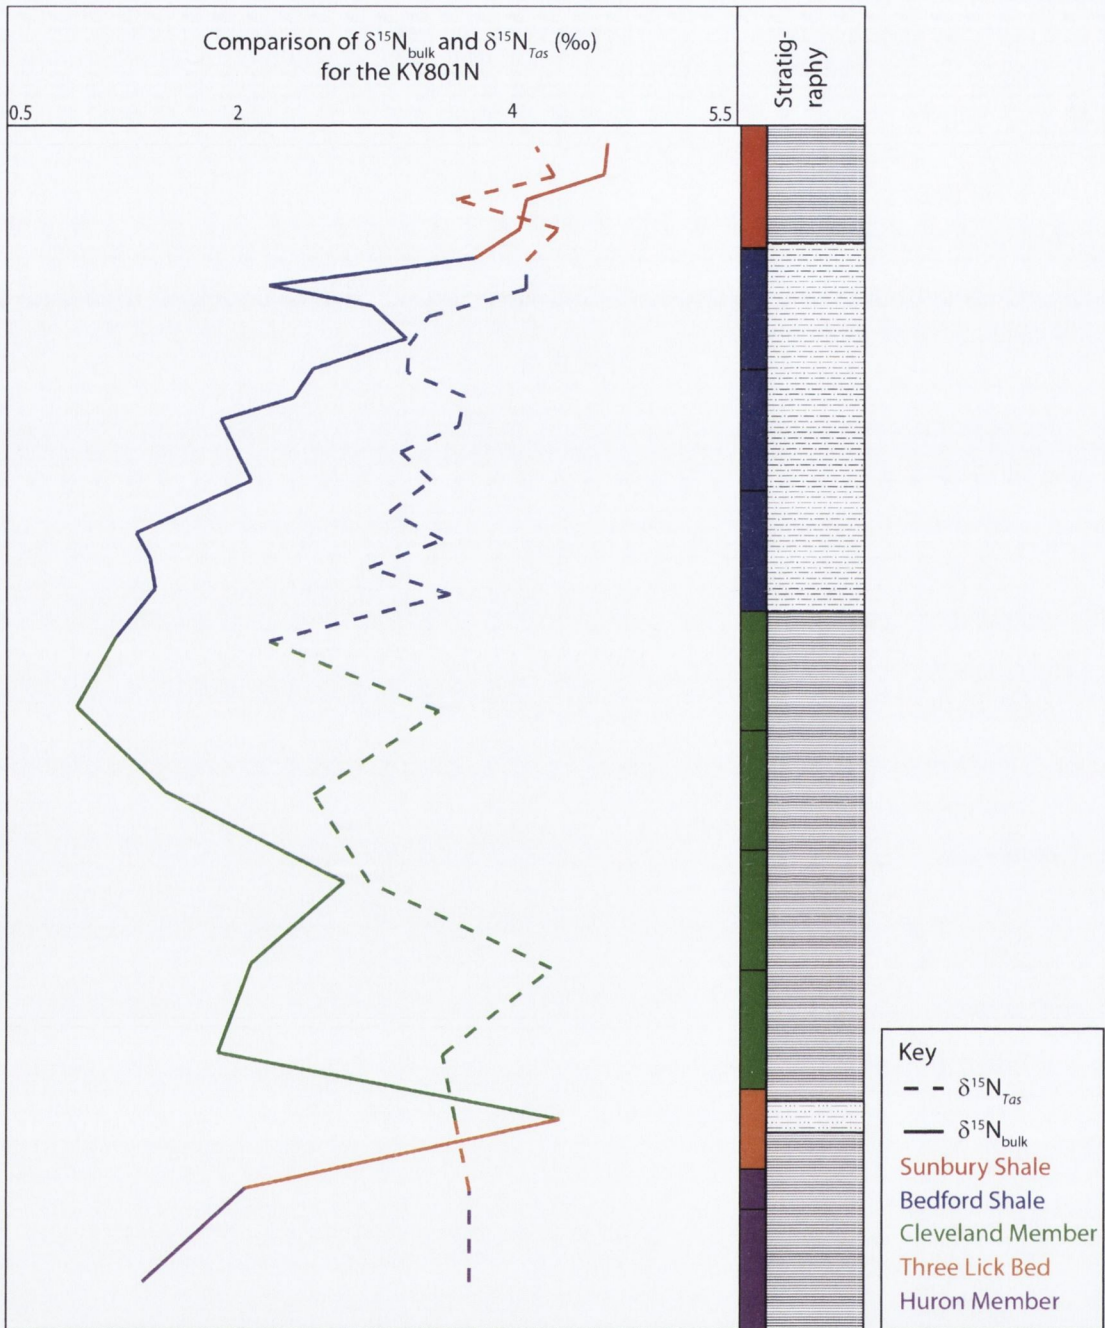 Comparison of δ¹⁵N_bulk and δ¹⁵N_Tas (‰)
for the KY801N
0.5 2 4 5.5
Stratig-
raphy
Key
δ¹⁵N_Tas
δ¹⁵N_bulk
Sunbury Shale
Bedford Shale
Cleveland Member
Three Lick Bed
Huron Member